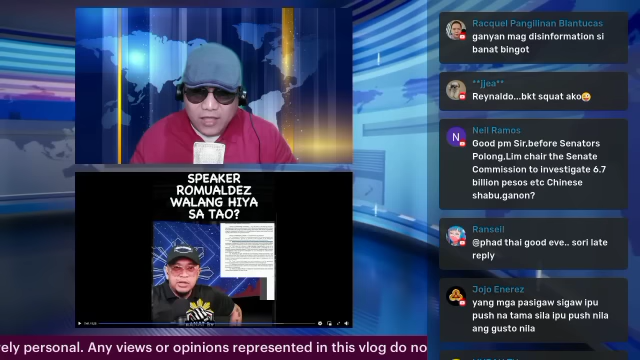 SPEAKER
ROMUALDEZ
WALANG HIYA
SA TAO?
BANAT BY
ely personal. Any views or opinions represented in this vlog do no
Racquel Pangilinan Blantucas
ganyan mag disinformation si
banat bingot
**jjea**
Reynaldo...bkt squat ako😀
N
Neil Ramos
Good pm Sir,before Senators
Polong,Lim chair the Senate
Commission to investigate 6.7
billion pesos etc Chinese
shabu,ganon?
Ransell
@phad thai good eve.. sori late
reply
Jojo Enerez
yang mga pasigaw sigaw ipu
push na tama sila ipu push nila
ang gusto nila